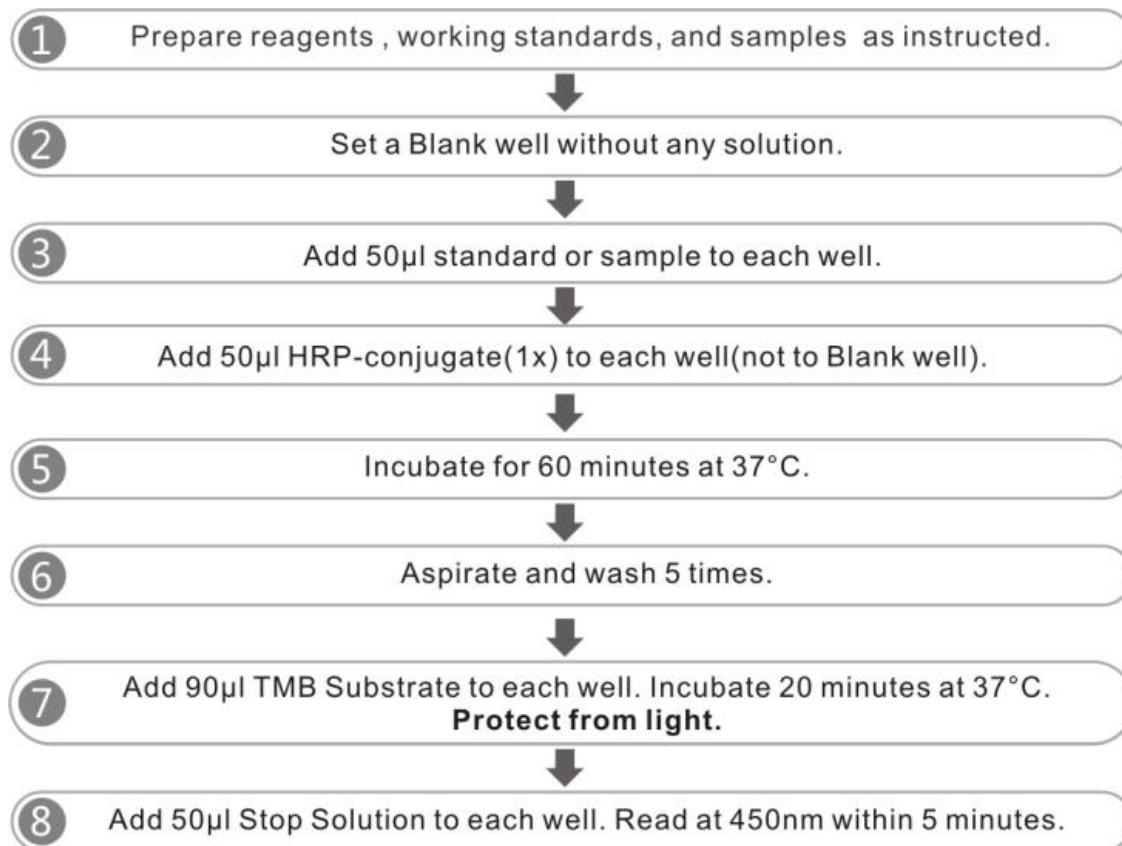 1 Prepare reagents , working standards, and samples as instructed.
2 Set a Blank well without any solution.
3 Add 50μl standard or sample to each well.
4 Add 50μl HRP-conjugate(1x) to each well(not to Blank well).
5 Incubate for 60 minutes at 37°C.
6 Aspirate and wash 5 times.
7 Add 90μl TMB Substrate to each well. Incubate 20 minutes at 37°C.
Protect from light.
8 Add 50μl Stop Solution to each well. Read at 450nm within 5 minutes.